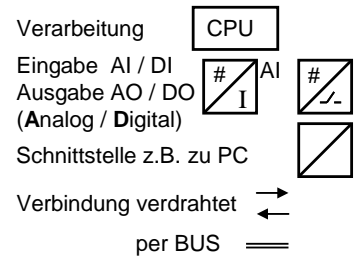 Verarbeitung CPU
Eingabe AI / DI # I AI #
Ausgabe AO / DO
(Analog / Digital)
Schnittstelle z.B. zu PC
Verbindung verdrahtet
per BUS